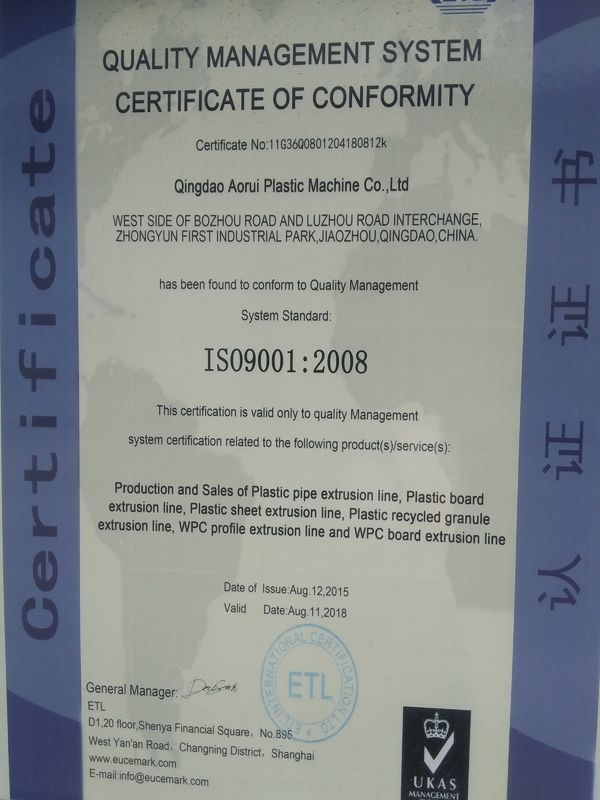 QUALITY MANAGEMENT SYSTEM
CERTIFICATE OF CONFORMITY
Certificate No:11G36Q0801204180812k
Qingdao Aorui Plastic Machine Co.,Ltd
WEST SIDE OF BOZHOU ROAD AND LUZHOU ROAD INTERCHANGE,
ZHONGYUN FIRST INDUSTRIAL PARK,JIAOZHOU,QINGDAO,CHINA.
has been found to conform to Quality Management
System Standard:
ISO9001:2008
This certification is valid only to quality Management
system certification related to the following product(s)/service(s):
Production and Sales of Plastic pipe extrusion line, Plastic board
extrusion line, Plastic sheet extrusion line, Plastic recycled granule
extrusion line, WPC profile extrusion line and WPC board extrusion line
Date of Issue:Aug.12,2015
Valid Date:Aug.11,2018
General Manager:
ETL
D1,20 floor,Shenya Financial Square，No.895,
West Yan'an Road，Changning District，Shanghai
www.eucemark.com
E-mail:info@eucemark.com
ETL INTERNATIONAL CERTIFICATION LTD
ETL
UKAS
MANAGEMENT
Certificate
认证证书